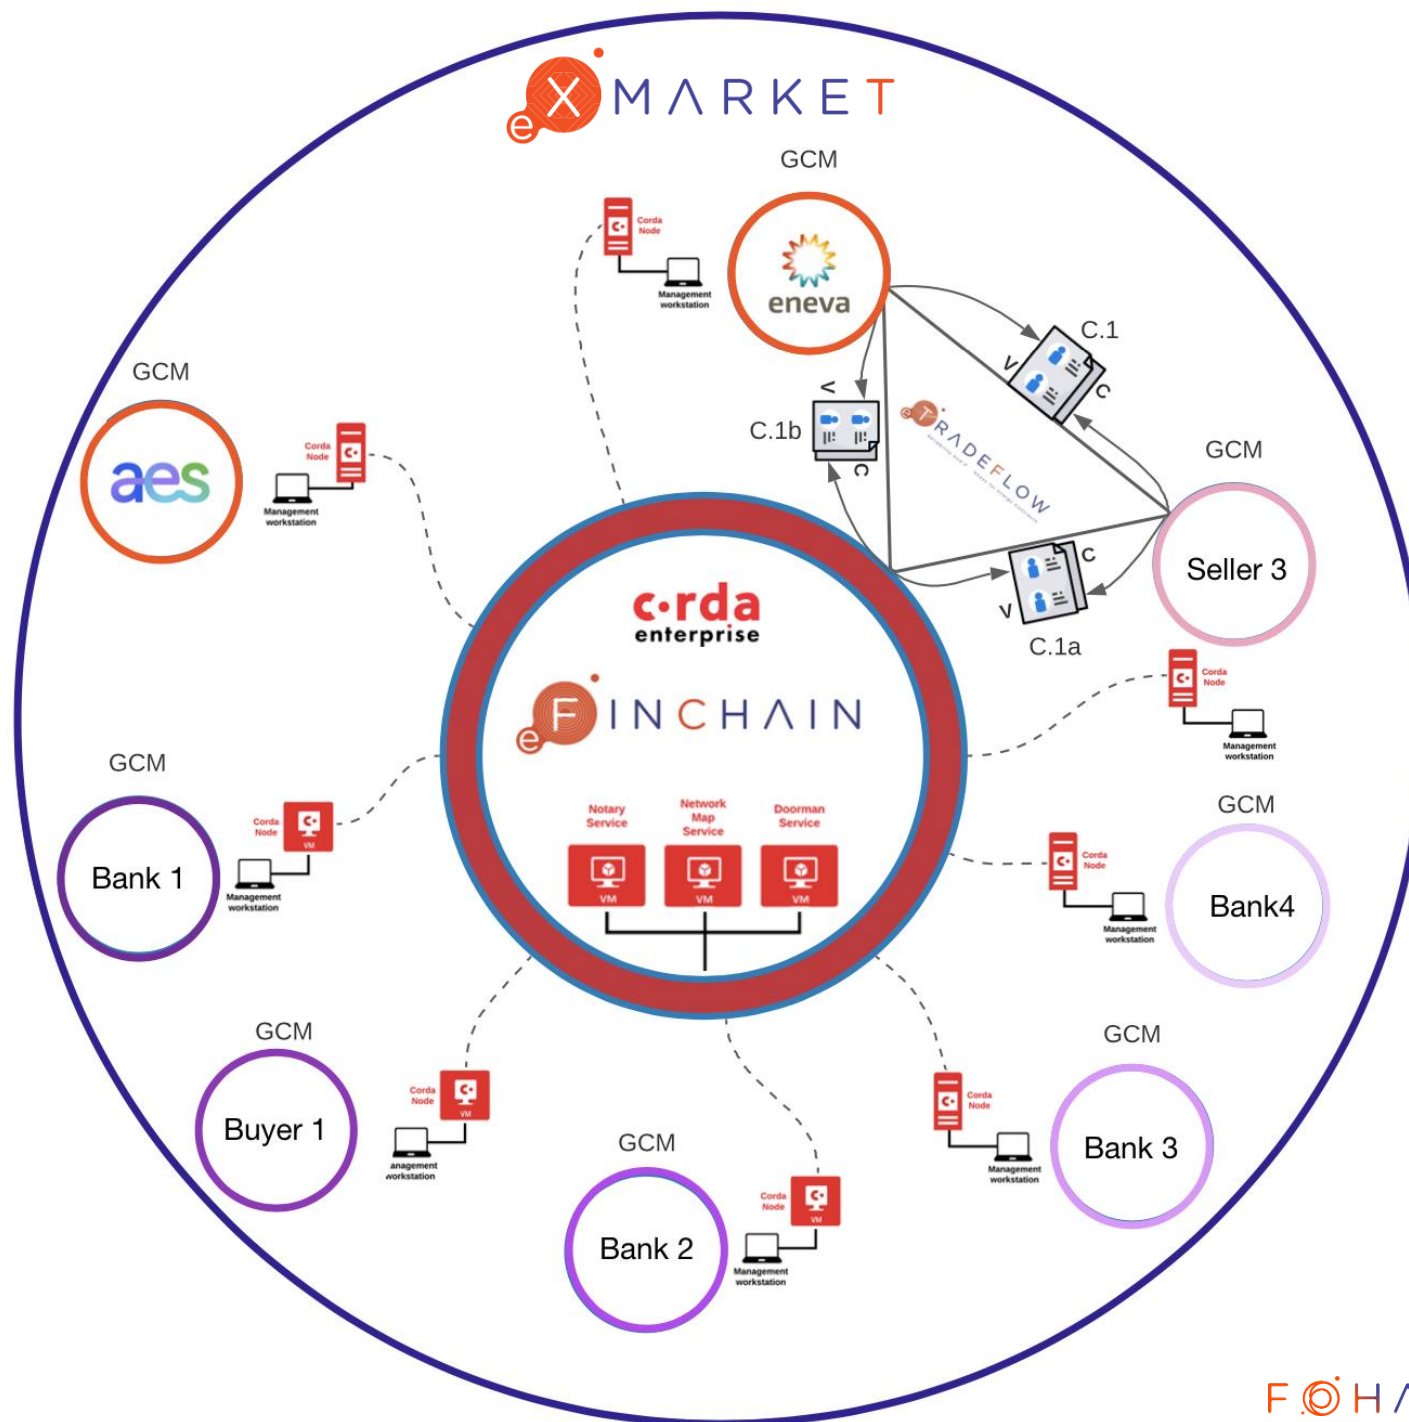 e X MARKET
GCM
eneva
Corda
Node
Management
workstation
C.1
V
C
C.1b
V
C
e TRADEFLOW
GCM
Seller 3
C
V
C.1a
GCM
aes
Corda
Node
Management
workstation
c·rda
enterprise
e FINCHAIN
Notary
Service
Network
Map
Service
Doorman
Service
VM
VM
VM
Corda
Node
Management
workstation
GCM
Bank 1
Corda
Node
VM
Management
workstation
GCM
Bank4
Corda
Node
Management
workstation
GCM
Buyer 1
Corda
Node
VM
anagement
workstation
GCM
Bank 2
Corda
Node
VM
Management
workstation
GCM
Bank 3
Corda
Node
Management
workstation
FOHA